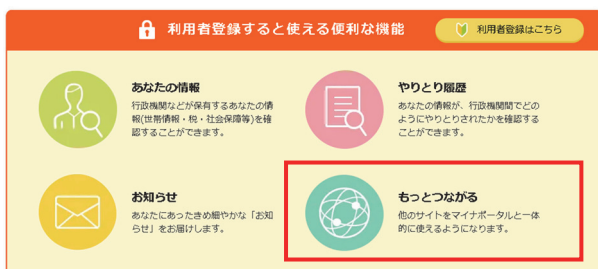 利用者登録すると使える便利な機能
利用者登録はこちら
あなたの情報
行政機関などが保有するあなたの情
報(世帯情報・税・社会保障等)を確
認することができます。
やりとり履歴
あなたの情報が、行政機関間でどの
ようにやりとりされたかを確認する
ことができます。
お知らせ
あなたにあったきめ細やかな「お知
らせ」をお届けします。
もっとつながる
他のサイトをマイナポータルと一体
的に使えるようになります。